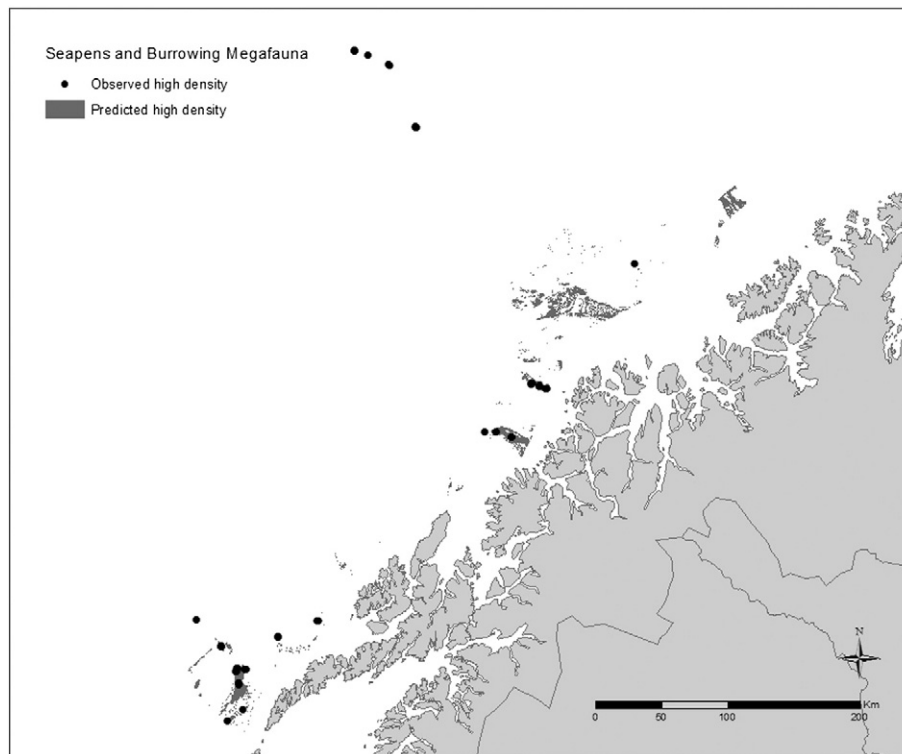 Seapens and Burrowing Megafauna
Observed high density
Predicted high density
N
Km
0 50 100 200